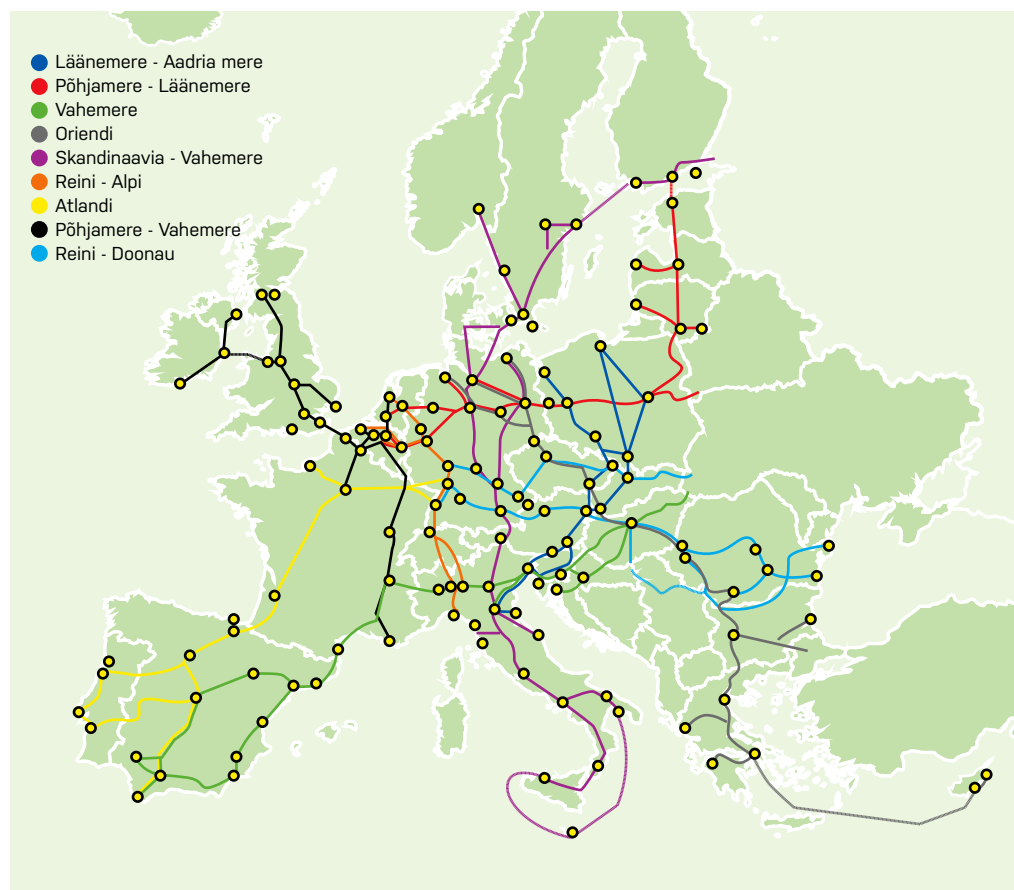 Läänemere - Aadria mere
Põhjamere - Läänemere
Vahemere
Oriendi
Skandinaavia - Vahemere
Reini - Alpi
Atlandi
Põhjamere - Vahemere
Reini - Doonau